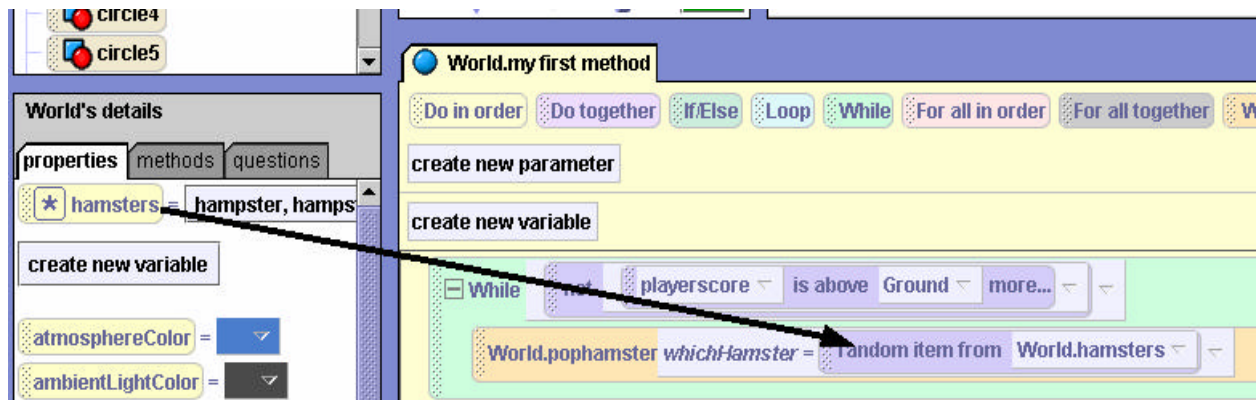 circle4
circle5
World's details
properties methods questions
hamsters = hampster, hamps
create new variable
atmosphereColor =
ambientLightColor =
World.my first method
Do in order Do together If/Else Loop While For all in order For all together W
create new parameter
create new variable
While not playerscore is above Ground more...
World.pophamster whichHamster = random item from World.hamsters